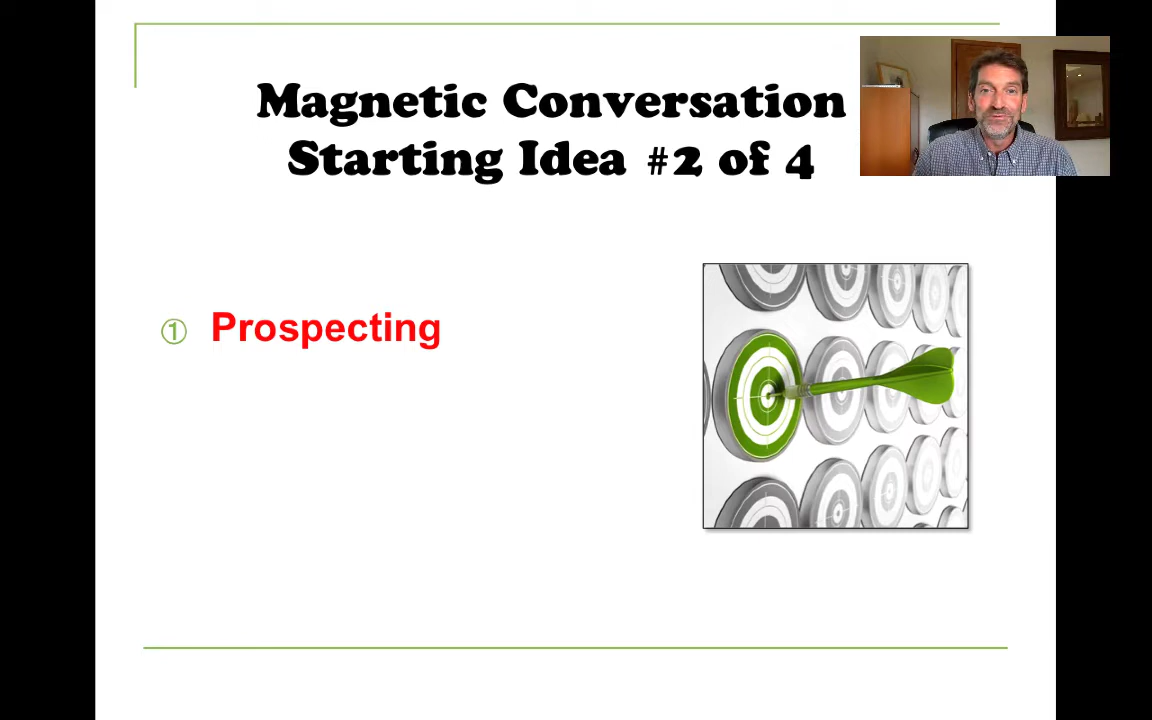 Magnetic Conversation
Starting Idea #2 of 4
① Prospecting